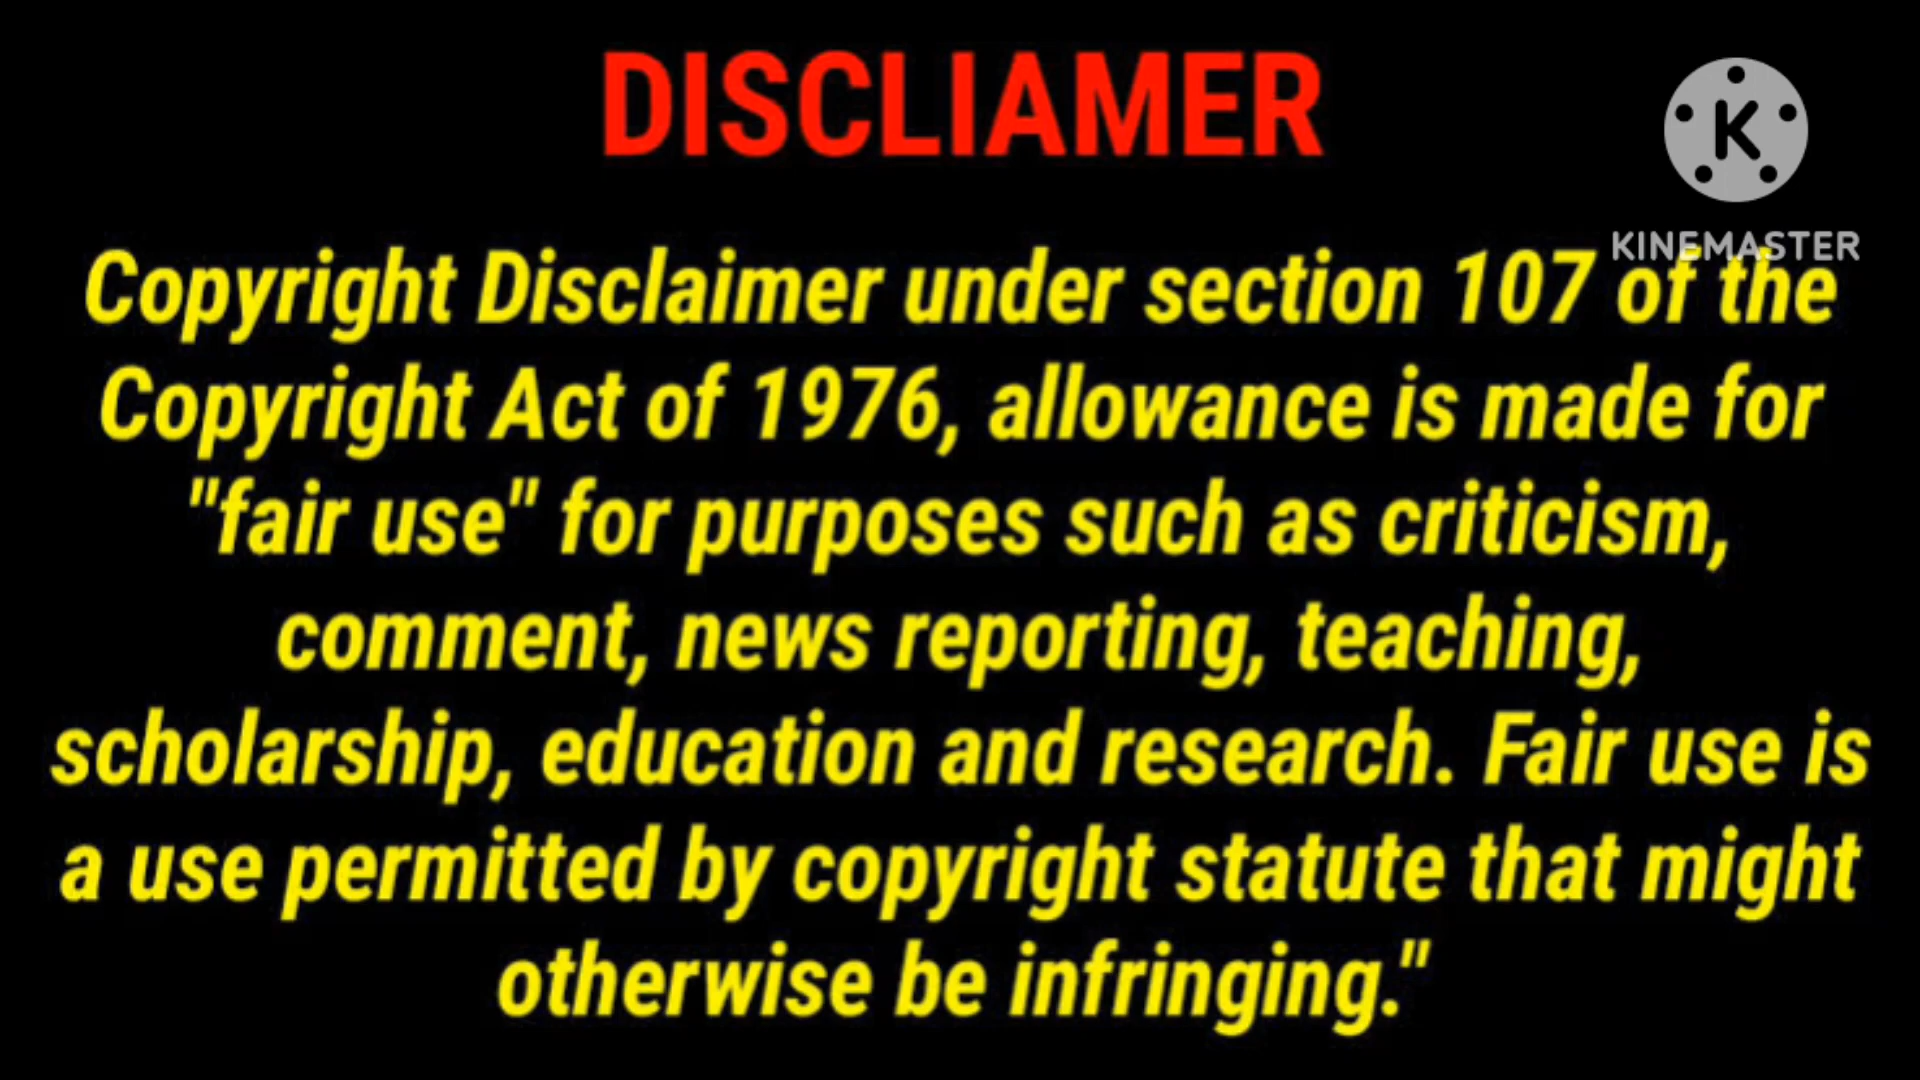 DISCLIAMER
K
KINEMASTER
Copyright Disclaimer under section 107 of the
Copyright Act of 1976, allowance is made for
"fair use" for purposes such as criticism,
comment, news reporting, teaching,
scholarship, education and research. Fair use is
a use permitted by copyright statute that might
otherwise be infringing."